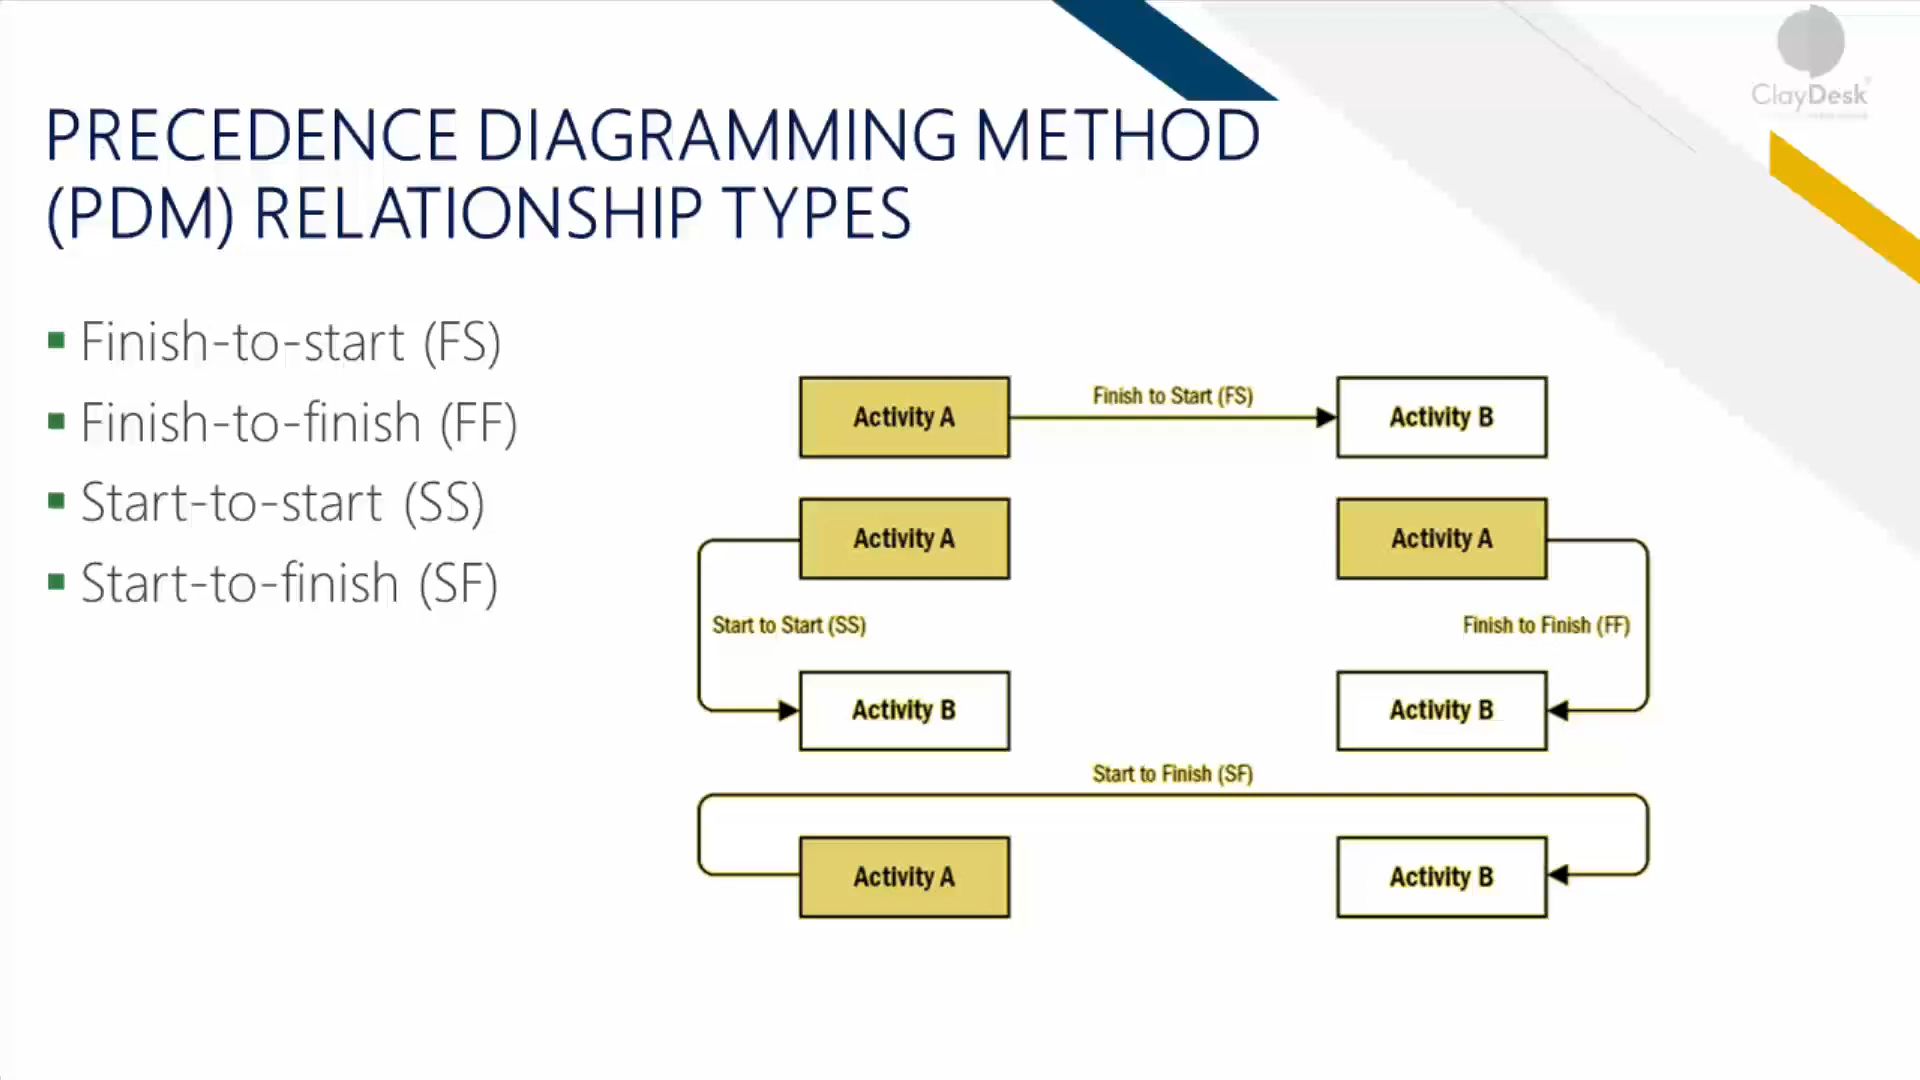 ClayDesk
PRECEDENCE DIAGRAMMING METHOD
(PDM) RELATIONSHIP TYPES
Finish-to-start (FS)
Finish-to-finish (FF)
Start-to-start (SS)
Start-to-finish (SF)
Activity A
Finish to Start (FS)
Activity B
Activity A
Activity A
Start to Start (SS)
Finish to Finish (FF)
Activity B
Activity B
Start to Finish (SF)
Activity A
Activity B